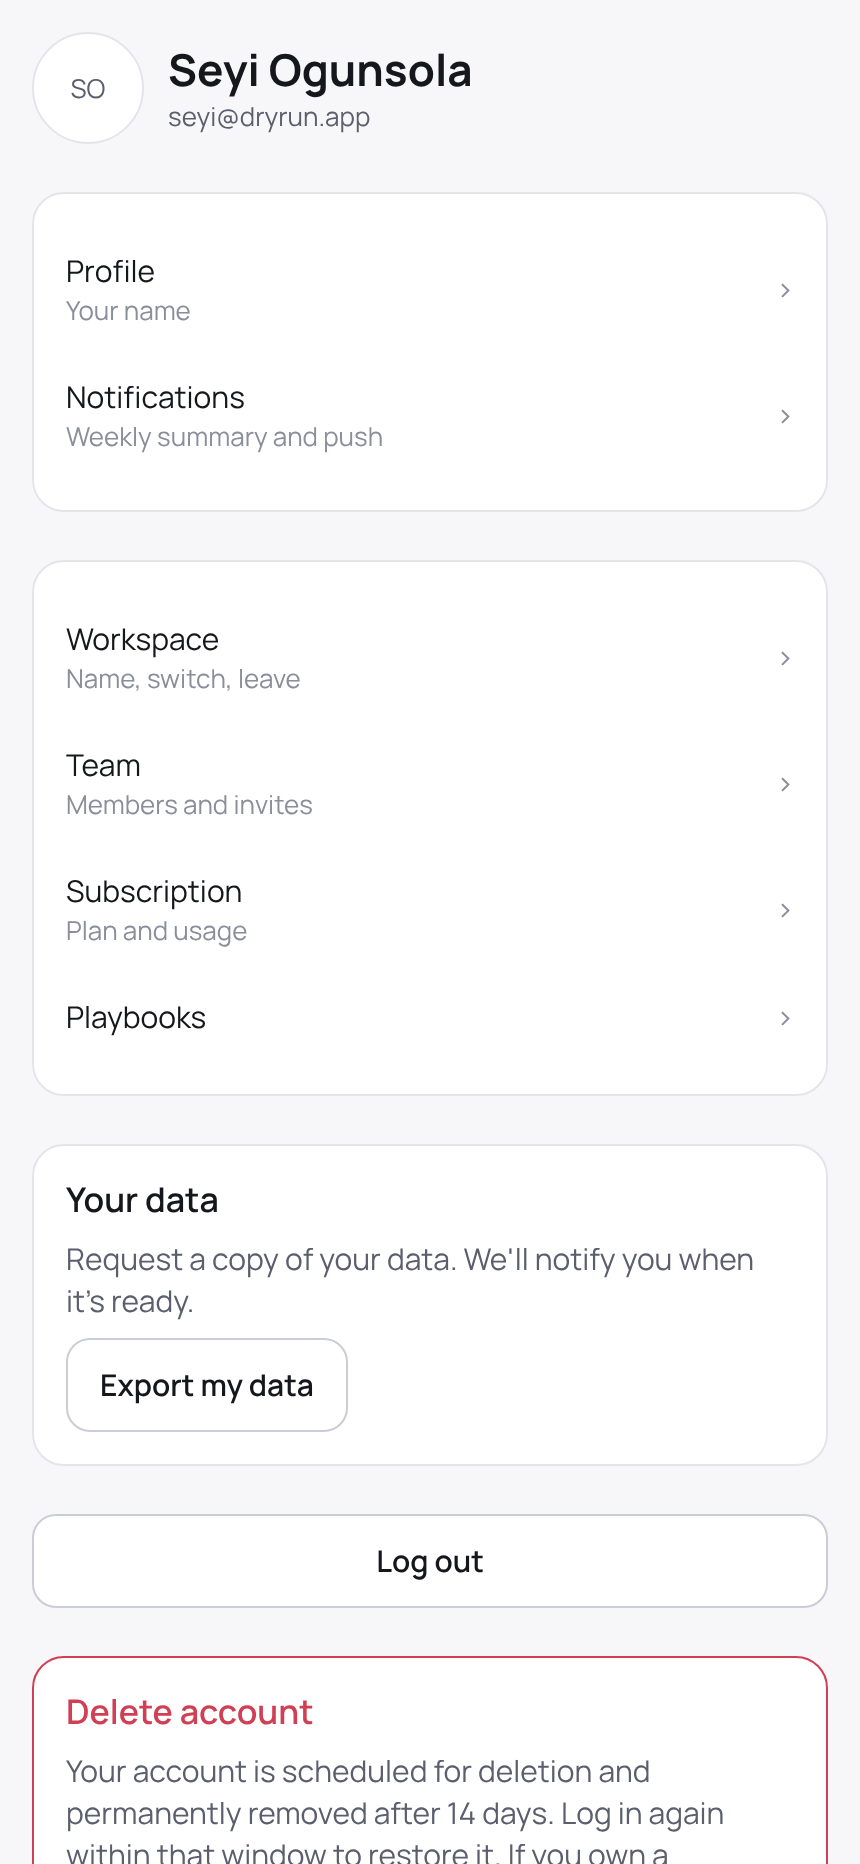 SO
Seyi Ogunsola
seyi@dryrun.app
Profile
Your name
Notifications
Weekly summary and push
Workspace
Name, switch, leave
Team
Members and invites
Subscription
Plan and usage
Playbooks
Your data
Request a copy of your data. We'll notify you when
it’s ready.
Export my data
Log out
Delete account
Your account is scheduled for deletion and
permanently removed after 14 days. Log in again
within that window to restore it. If you own a